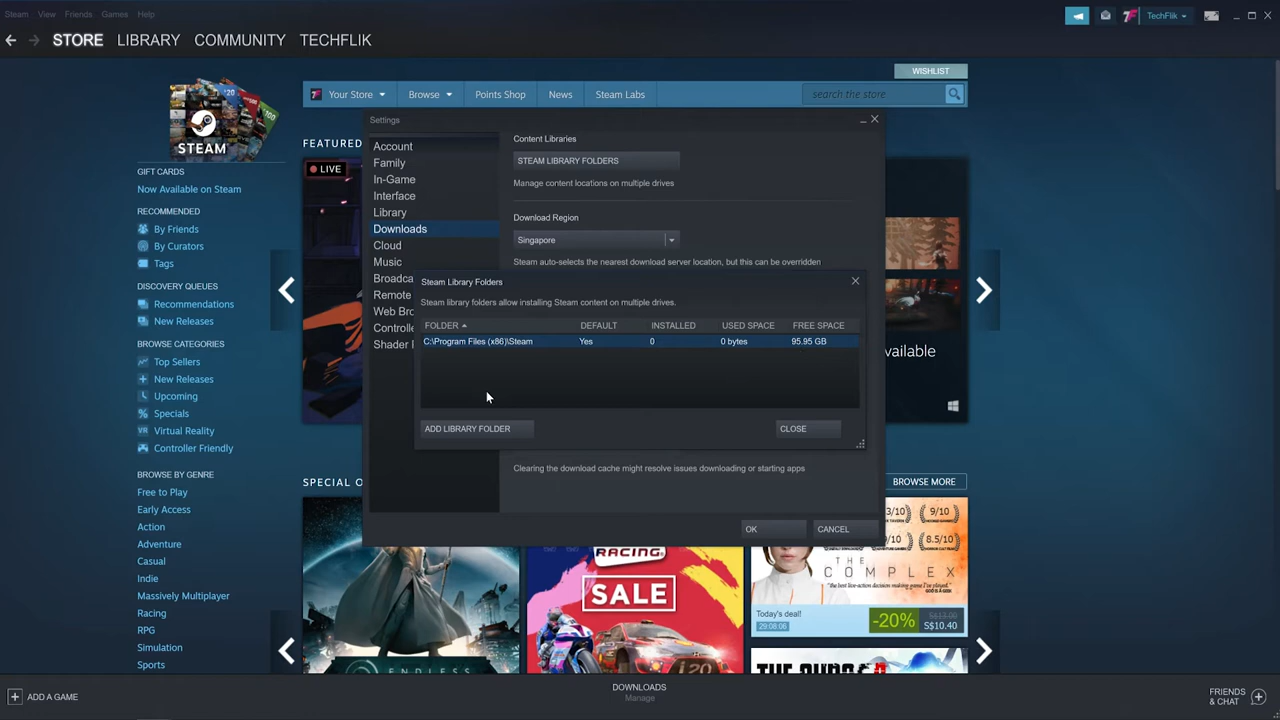 Steam View Friends Games Help
TechFlik
STORE LIBRARY COMMUNITY TECHFLIK
WISHLIST
Your Store Browse Points Shop News Steam Labs search the store
STEAM
GIFT CARDS
Now Available on Steam
RECOMMENDED
By Friends
By Curators
Tags
DISCOVERY QUEUES
Recommendations
New Releases
BROWSE CATEGORIES
Top Sellers
New Releases
Upcoming
Specials
Virtual Reality
Controller Friendly
BROWSE BY GENRE
Free to Play
Early Access
Action
Adventure
Casual
Indie
Massively Multiplayer
Racing
RPG
Simulation
Sports
FEATURED
LIVE
Settings
Account
Family
In-Game
Interface
Library
Downloads
Cloud
Music
Broadca
Remote
Web Bro
Controlle
Shader
Content Libraries
STEAM LIBRARY FOLDERS
Manage content locations on multiple drives
Download Region
Singapore
Steam auto-selects the nearest download server location, but this can be overridden
Steam Library Folders
Steam library folders allow installing Steam content on multiple drives.
FOLDER DEFAULT INSTALLED USED SPACE FREE SPACE
C:\Program Files (x86)\Steam Yes 0 0 bytes 95.95 GB
ADD LIBRARY FOLDER CLOSE
Clearing the download cache might resolve issues downloading or starting apps
OK CANCEL
vailable
SPECIAL O
BROWSE MORE
ENDLESS
RACING
SALE
i20
3/10 9/10
8.5/10
THE
COMPLEX
Today's deal!
29:08:06
-20%
S$13.00
S$10.40
ADD A GAME
DOWNLOADS
Manage
FRIENDS
& CHAT